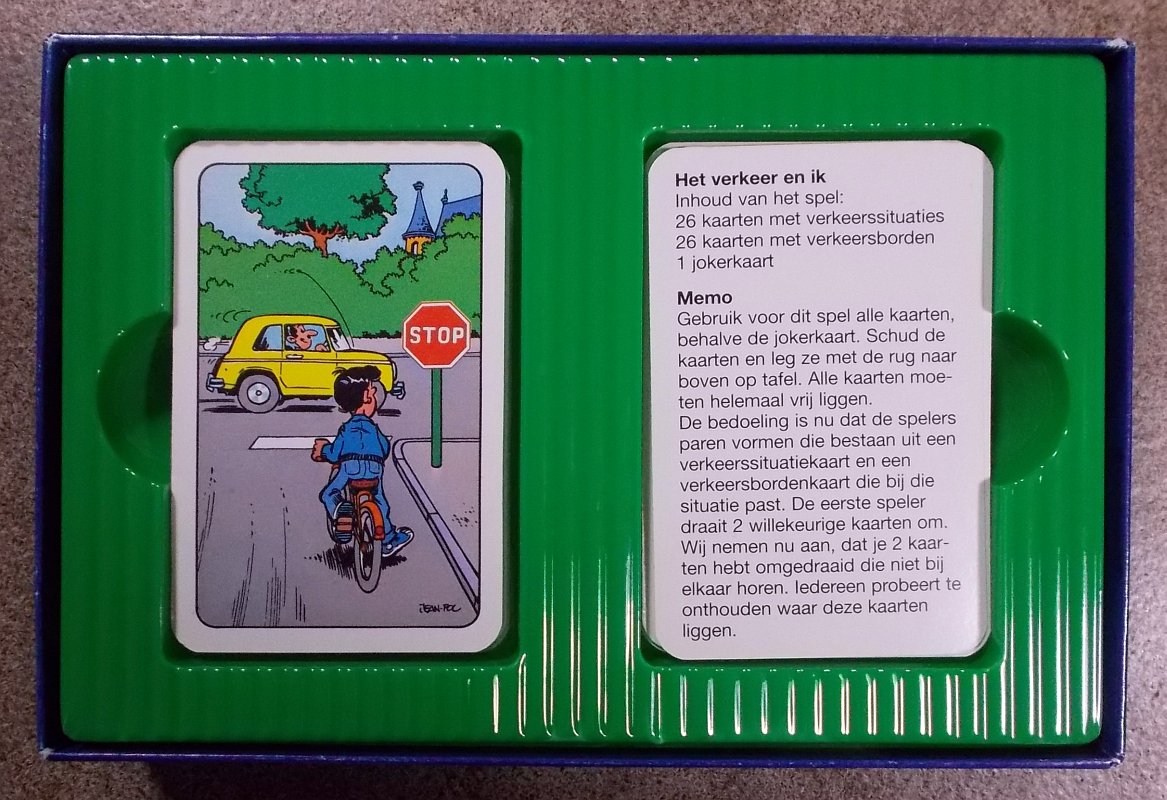 STOP
JEAN-POL
Het verkeer en ik
Inhoud van het spel:
26 kaarten met verkeerssituaties
26 kaarten met verkeersborden
1 jokerkaart
Memo
Gebruik voor dit spel alle kaarten,
behalve de jokerkaart. Schud de
kaarten en leg ze met de rug naar
boven op tafel. Alle kaarten moe-
ten helemaal vrij liggen.
De bedoeling is nu dat de spelers
paren vormen die bestaan uit een
verkeerssituatiekaart en een
verkeersbordenkaart die bij die
situatie past. De eerste speler
draait 2 willekeurige kaarten om.
Wij nemen nu aan, dat je 2 kaar-
ten hebt omgedraaid die niet bij
elkaar horen. Iedereen probeert te
onthouden waar deze kaarten
liggen.